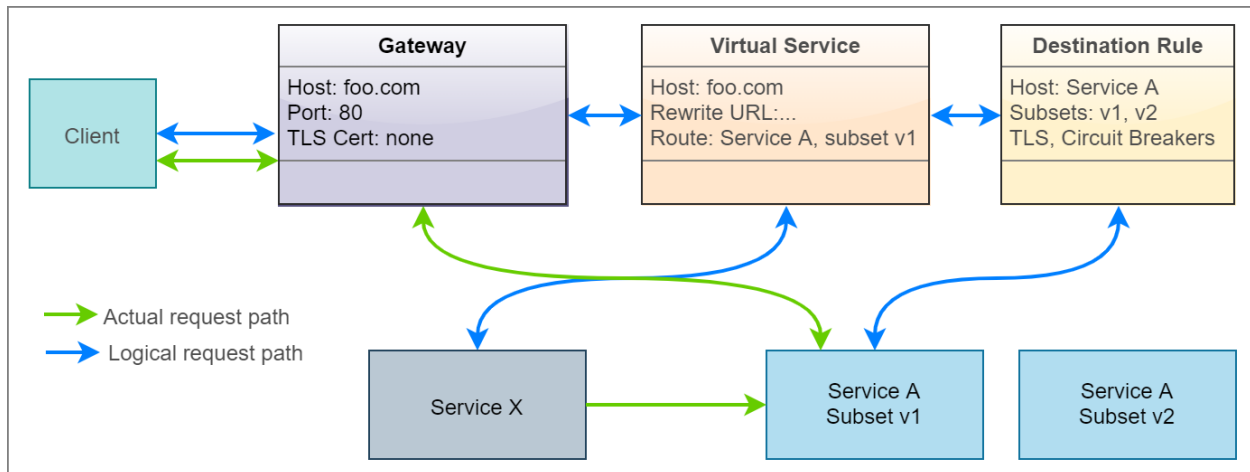 Gateway
Host: foo.com
Port: 80
TLS Cert: none
Virtual Service
Host: foo.com
Rewrite URL:...
Route: Service A, subset v1
Destination Rule
Host: Service A
Subsets: v1, v2
TLS, Circuit Breakers
Client
Actual request path
Logical request path
Service X
Service A
Subset v1
Service A
Subset v2